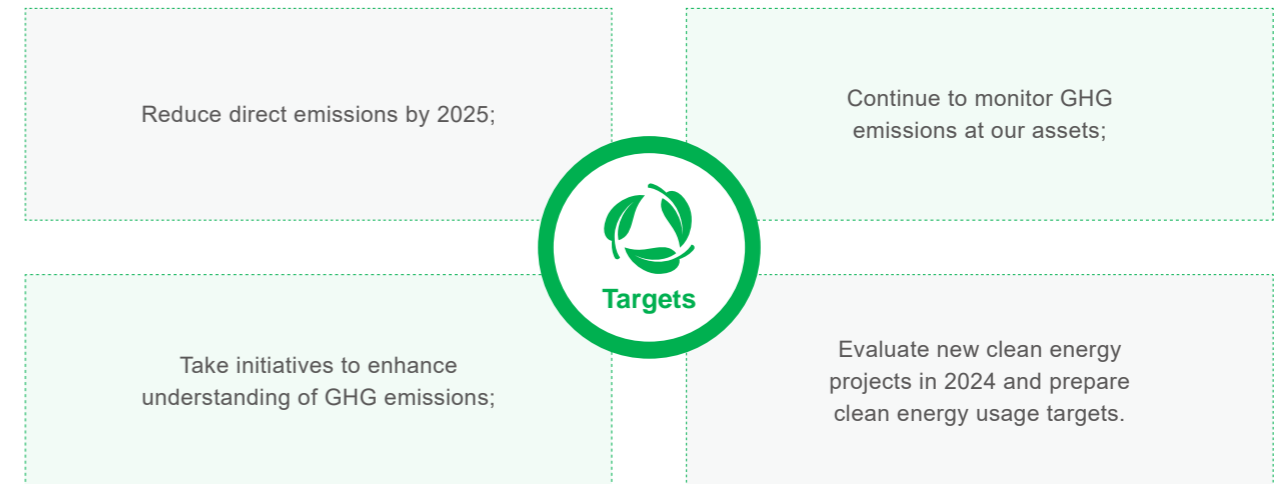 Reduce direct emissions by 2025;
Continue to monitor GHG
emissions at our assets;
Targets
Take initiatives to enhance
understanding of GHG emissions;
Evaluate new clean energy
projects in 2024 and prepare
clean energy usage targets.